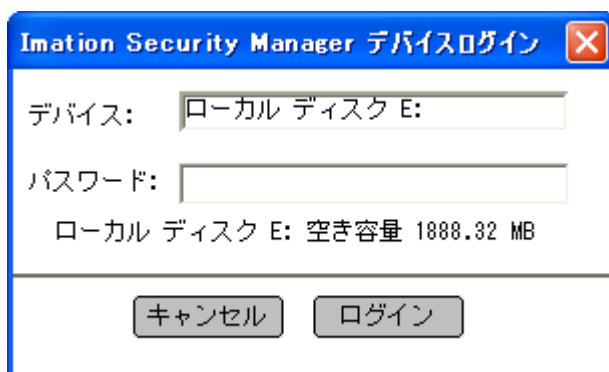 Imation Security Manager デバイスログイン
デバイス: ローカル ディスク E:
パスワード:
ローカル ディスク E: 空き容量 1888.32 MB
キャンセル ログイン